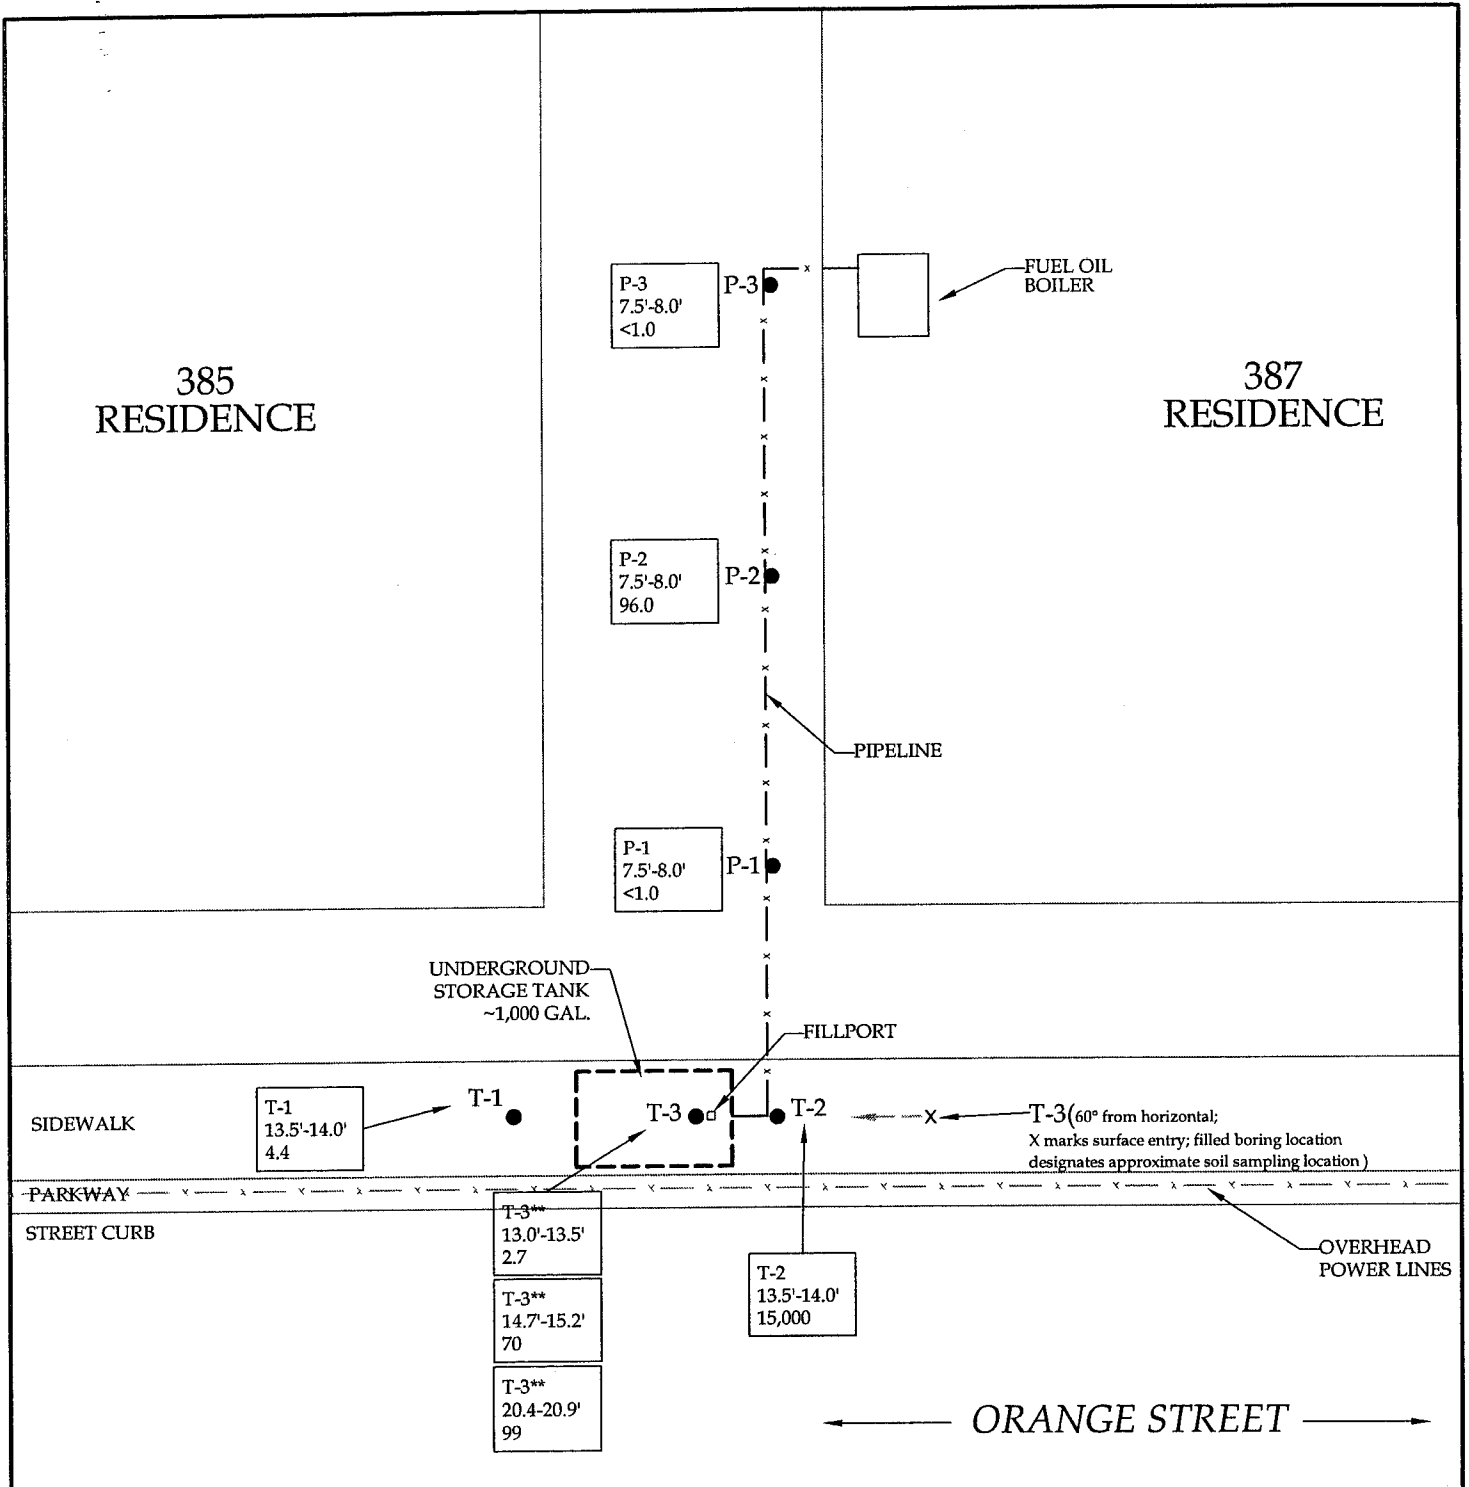 P-3
7.5'-8.0'
<1.0
P-3
FUEL OIL
BOILER
385
RESIDENCE
387
RESIDENCE
P-2
7.5'-8.0'
96.0
P-2
PIPELINE
P-1
7.5'-8.0'
<1.0
P-1
UNDERGROUND
STORAGE TANK
~1,000 GAL.
FILLPORT
SIDEWALK
T-1
13.5'-14.0'
4.4
T-1
T-3
T-2
X
T-3(60° from horizontal;
X marks surface entry; filled boring location
designates approximate soil sampling location )
PARKWAY
STREET CURB
T-3**
13.0'-13.5'
2.7
T-3**
14.7'-15.2'
70
T-3**
20.4-20.9'
99
T-2
13.5'-14.0'
15,000
OVERHEAD
POWER LINES
ORANGE STREET